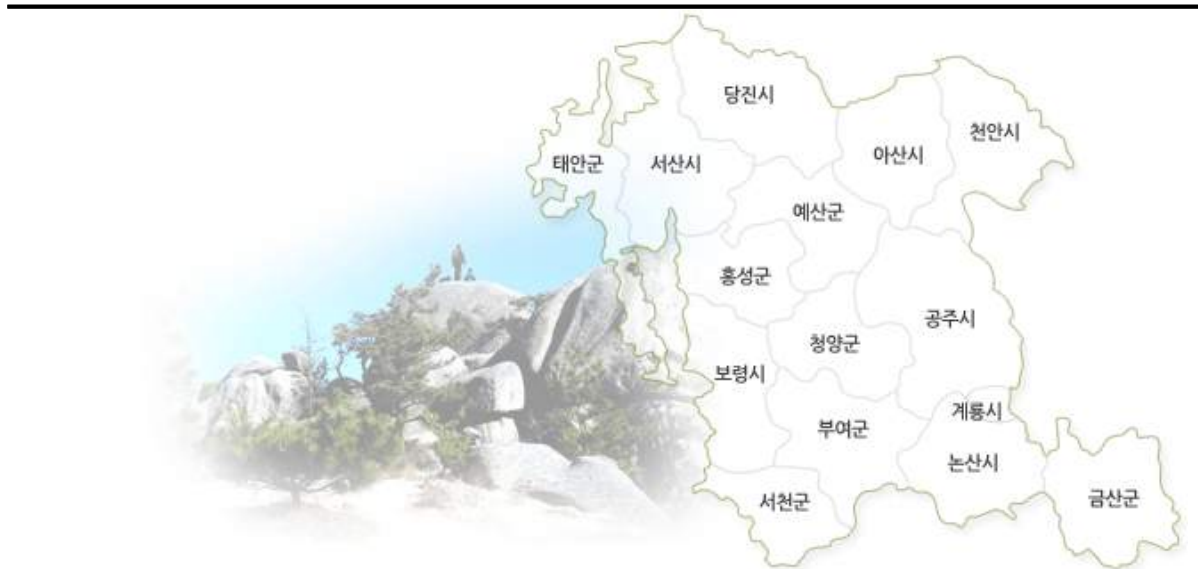 당진시
천안시
아산시
태안군
서산시
예산군
홍성군
공주시
청양군
보령시
계룡시
부여군
논산시
금산군
서천군